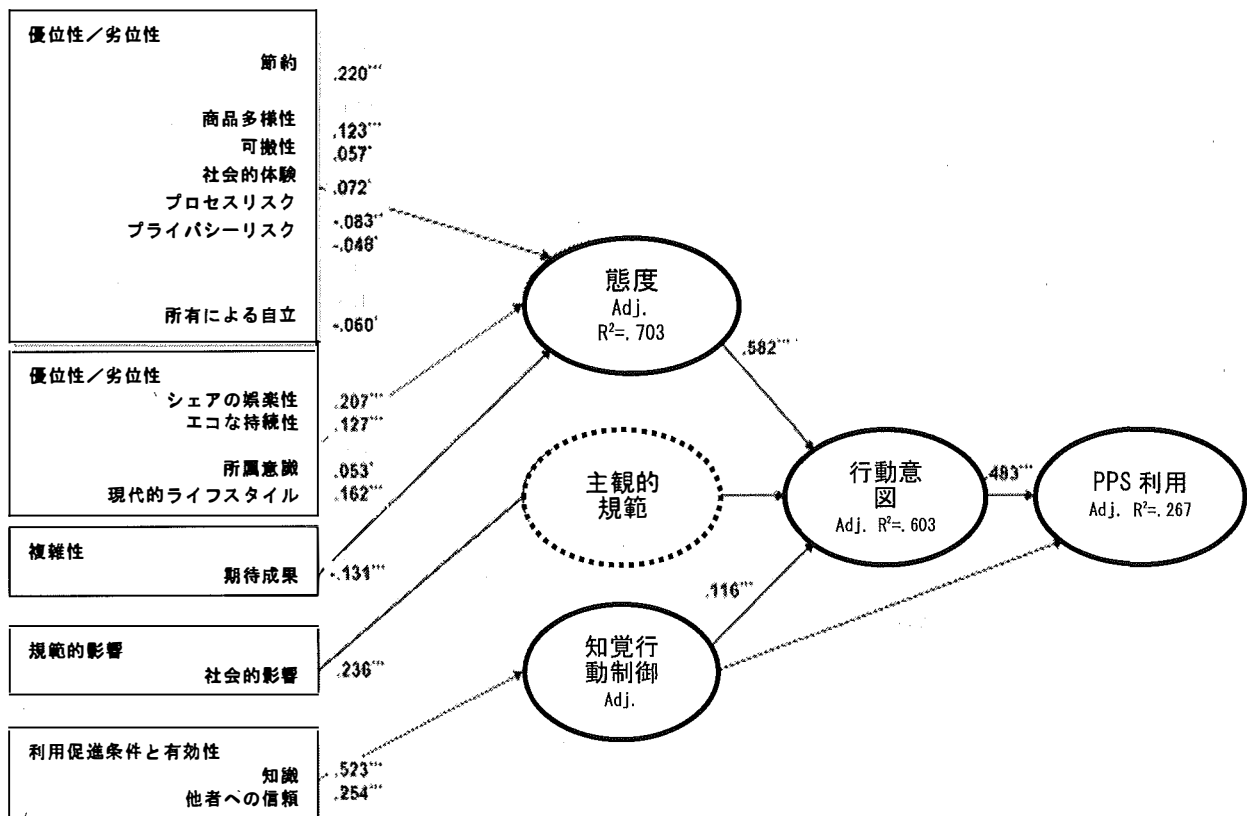 優位性／劣位性
節約
.220***
商品多様性
.123***
可搬性
.057*
社会的体験
.072*
プロセスリスク
-.083***
プライバシーリスク
-.048*
所有による自立
-.060*
優位性／劣位性
シェアの娯楽性
.207***
エコな持続性
.127***
所属意識
.053*
現代的ライフスタイル
.162***
複雑性
期待成果
-.131***
規範的影響
社会的影響
.236***
利用促進条件と有効性
知識
.523***
他者への信頼
.254***
態度
Adj.
R²=.703
.582***
主観的
規範
知覚行
動制御
Adj.
.116***
行動意
図
Adj. R²=.603
.483***
PPS 利用
Adj. R²=.267